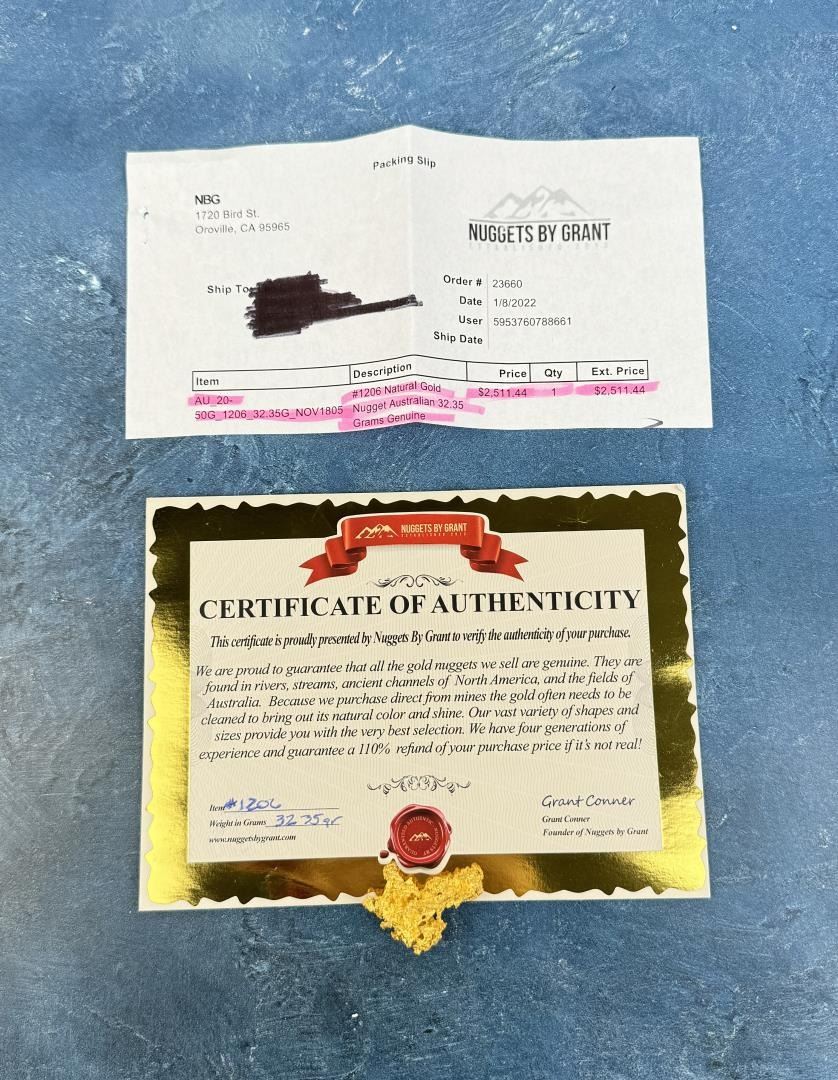 Packing Slip
NBG
1720 Bird St.
Oroville, CA 95965
NUGGETS BY GRANT
ESTABLISHED 2012
Ship To
Order # 23660
Date 1/8/2022
User 5953760788661
Ship Date
Item Description Price Qty Ext. Price
AU_20- #1206 Natural Gold $2,511.44 1 $2,511.44
50G_1206_32.35G_NOV1805 Nugget Australian 32.35
Grams Genuine
NUGGETS BY GRANT
ESTABLISHED 2012
CERTIFICATE OF AUTHENTICITY
This certificate is proudly presented by Nuggets By Grant to verify the authenticity of your purchase.
We are proud to guarantee that all the gold nuggets we sell are genuine. They are
found in rivers, streams, ancient channels of North America, and the fields of
Australia. Because we purchase direct from mines the gold often needs to be
cleaned to bring out its natural color and shine. Our vast variety of shapes and
sizes provide you with the very best selection. We have four generations of
experience and guarantee a 110% refund of your purchase price if it's not real!
Item #1206
Weight in Grams 32.35gr
www.nuggetsbygrant.com
Grant Conner
Grant Conner
Founder of Nuggets by Grant